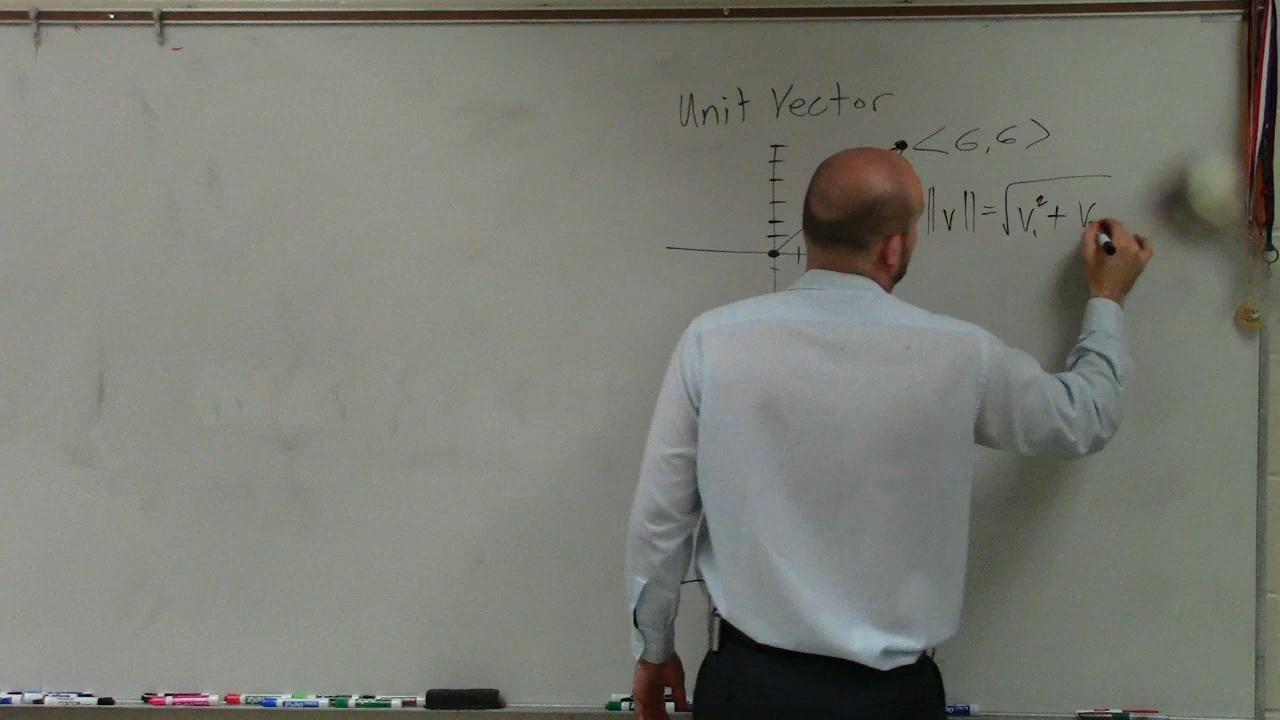 Unit Vector
<6,6>
||v|| = √v₁² + v